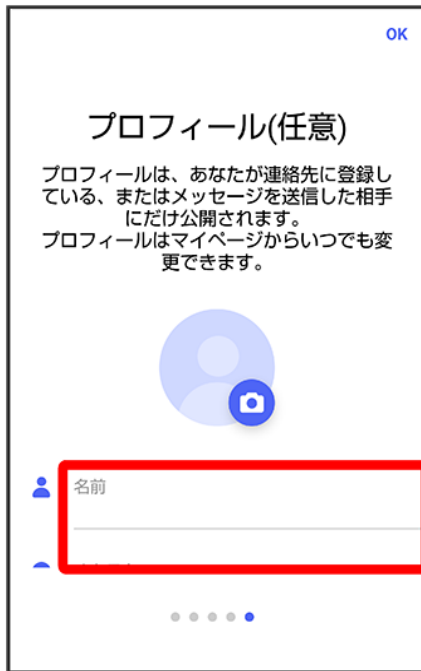 OK
プロフィール(任意)
プロフィールは、あなたが連絡先に登録し
ている、またはメッセージを送信した相手
にだけ公開されます。
プロフィールはマイページからいつでも変
更できます。
名前